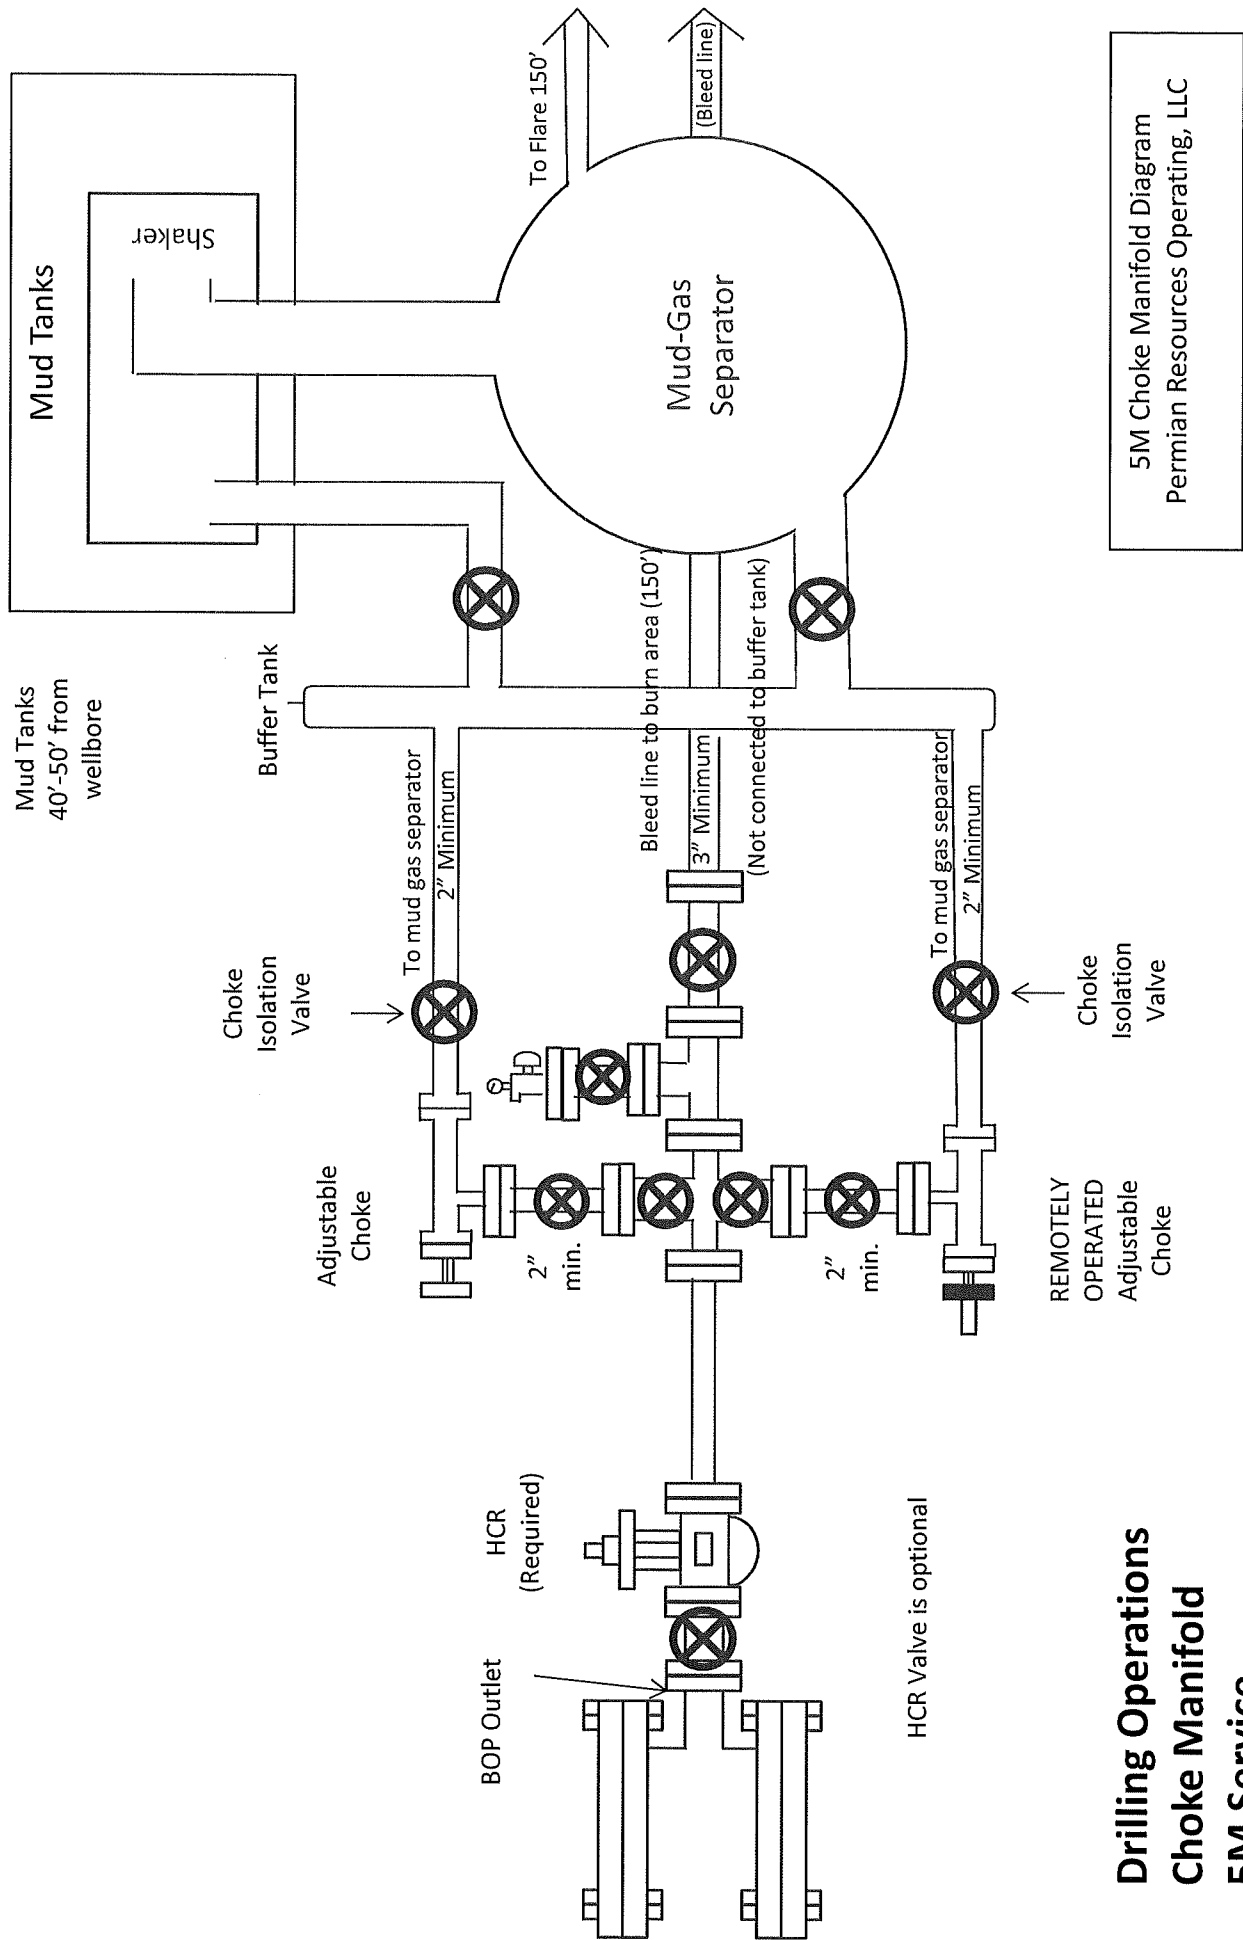 Mud Tanks
40'-50' from
wellbore
Mud Tanks
Shaker
Buffer Tank
To Flare 150'
(Bleed line)
Mud-Gas
Separator
Choke
Isolation
Valve
To mud gas separator
2" Minimum
Bleed line to burn area (150')
3" Minimum
(Not connected to buffer tank)
To mud gas separator
2" Minimum
Choke
Isolation
Valve
Adjustable
Choke
2"
min.
2"
min.
REMOTELY
OPERATED
Adjustable
Choke
HCR
(Required)
BOP Outlet
HCR Valve is optional
Drilling Operations
Choke Manifold
5M Service
5M Choke Manifold Diagram
Permian Resources Operating, LLC